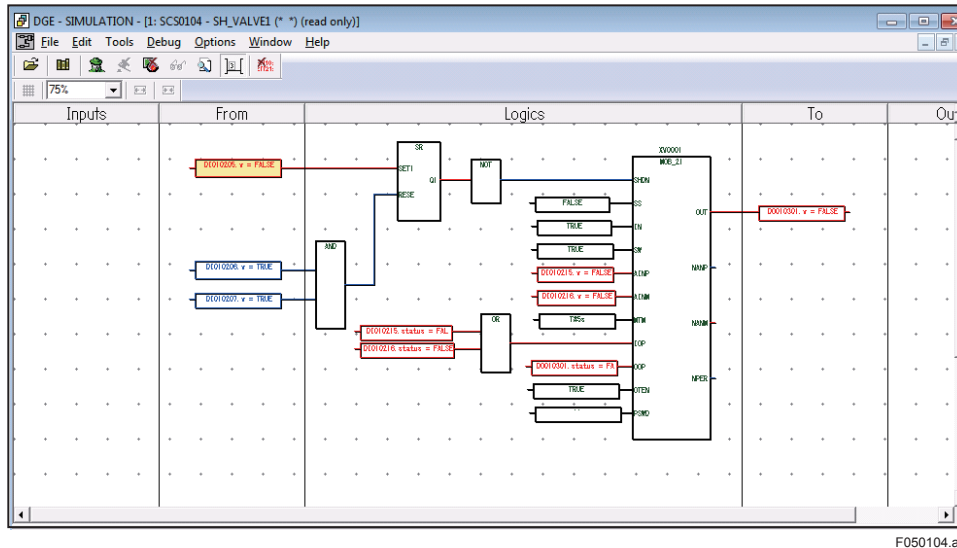 DGE - SIMULATION - [1: SCS0104 - SH_VALVE1 (* *) (read only)]
File Edit Tools Debug Options Window Help
75%
Inputs From Logics To Ou
SR
SET1
Q1
RESE
NOT
XV0001
MOB_21
SHDN
SS
IN
SW
AINP
AINM
MTM
IOP
OOP
OTEN
PSWD
OUT
NANP
NANM
NPER
DI010205.v = FALSE
FALSE
TRUE
TRUE
DI010215.v = FALSE
DI010216.v = FALSE
T#5s
DO010301.v = FALSE
AND
DI010206.v = TRUE
DI010207.v = TRUE
OR
DI010215.status = FAL
DI010216.status = FALSE
DO010301.status = FA
TRUE
F050104.a